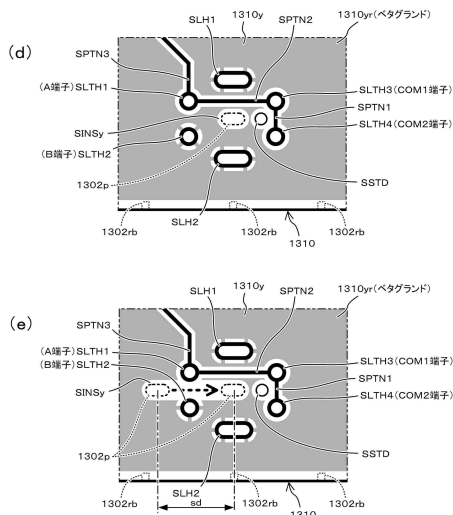 (d)
SLH1
1310y
SPTN2
1310yr(ベタグランド)
SPTN3
(A端子)SLTH1
SLTH3(COM1端子)
SPTN1
SINSy
SLTH4(COM2端子)
(B端子)SLTH2
1302p
SSTD
SLH2
1302rb
1302rb
1302rb
1310
(e)
SLH1
1310y
SPTN2
1310yr(ベタグランド)
SPTN3
(A端子)SLTH1
SLTH3(COM1端子)
(B端子)SLTH2
SPTN1
SINSy
SLTH4(COM2端子)
1302p
SSTD
SLH2
1302rb
sd
1302rb
1302rb
1310